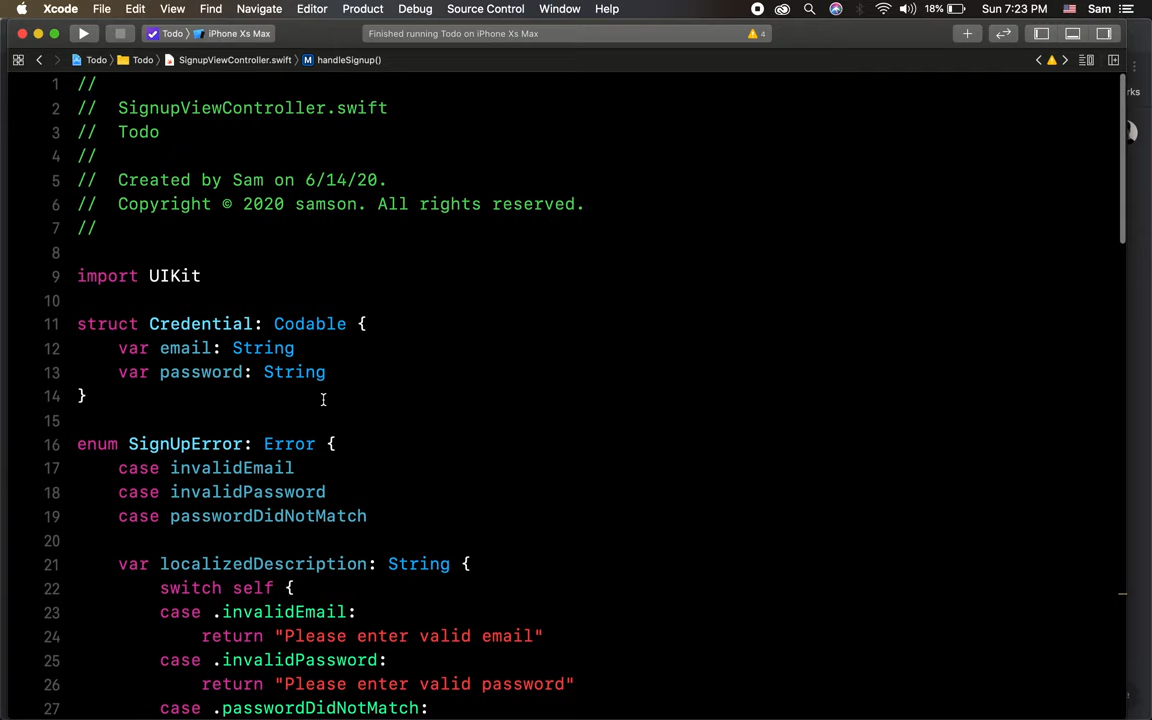 Xcode File Edit View Find Navigate Editor Product Debug Source Control Window Help 18% Sun 7:23 PM Sam
Todo iPhone Xs Max Finished running Todo on iPhone Xs Max 4
Todo Todo SignupViewController.swift M handleSignup()
rks
1 //
2 // SignupViewController.swift
3 // Todo
4 //
5 // Created by Sam on 6/14/20.
6 // Copyright © 2020 samson. All rights reserved.
7 //
8
9 import UIKit
10
11 struct Credential: Codable {
12 var email: String
13 var password: String
14 }
15
16 enum SignUpError: Error {
17 case invalidEmail
18 case invalidPassword
19 case passwordDidNotMatch
20
21 var localizedDescription: String {
22 switch self {
23 case .invalidEmail:
24 return "Please enter valid email"
25 case .invalidPassword:
26 return "Please enter valid password"
27 case .passwordDidNotMatch: